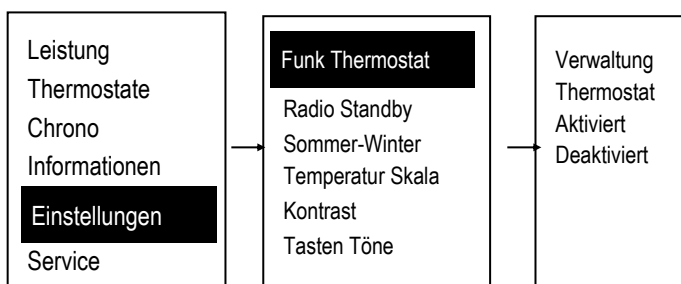 Leistung
Thermostate
Chrono
Informationen
Einstellungen
Service
Funk Thermostat
Radio Standby
Sommer-Winter
Temperatur Skala
Kontrast
Tasten Töne
Verwaltung
Thermostat
Aktiviert
Deaktiviert